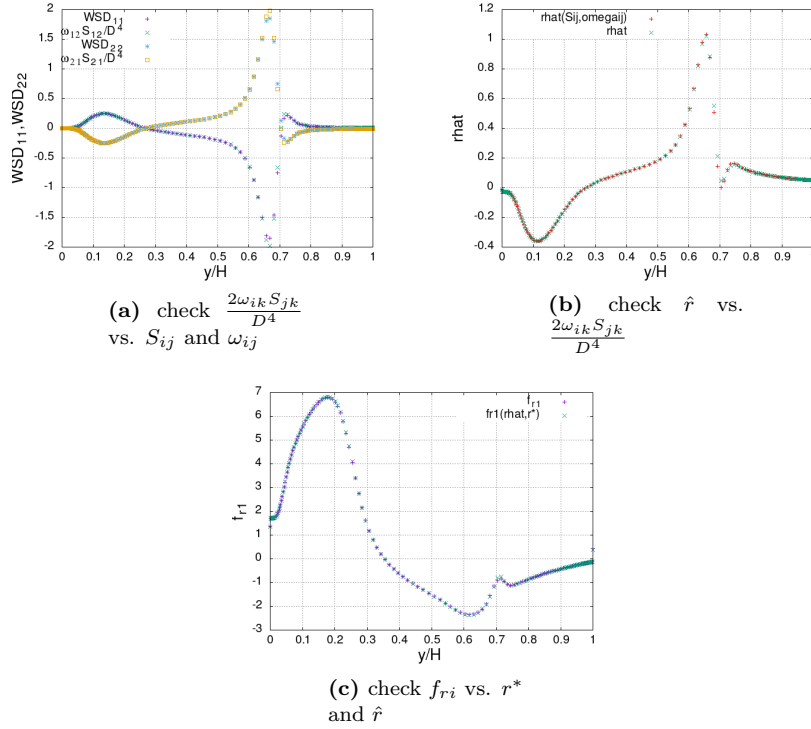 WSD11
ω12S12/D4
WSD22
ω21S21/D4
2
1.5
1
0.5
0
-0.5
-1
-1.5
-2
WSD11,WSD22
0 0.1 0.2 0.3 0.4 0.5 0.6 0.7 0.8 0.9 1
y/H
(a) check 2ωikSjk/D4
vs. Sij and ωij
rhat(Sij,omegaij)
rhat
1.2
1
0.8
0.6
0.4
0.2
0
-0.2
-0.4
rhat
0 0.1 0.2 0.3 0.4 0.5 0.6 0.7 0.8 0.9
y/H
(b) check r̂ vs.
2ωikSjk/D4
fr1
fr1(rhat,r*)
7
6
5
4
3
2
1
0
-1
-2
-3
fr1
0 0.1 0.2 0.3 0.4 0.5 0.6 0.7 0.8 0.9 1
y/H
(c) check fri vs. r*
and r̂